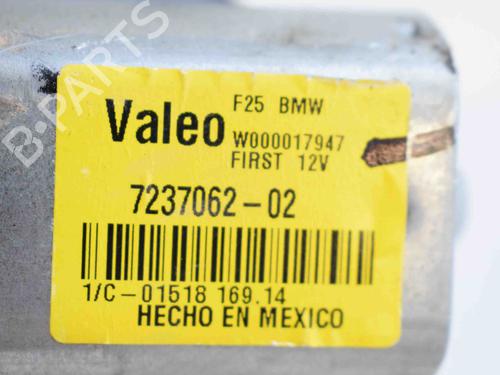 B-PARTS
Valeo
F25 BMW
W000017947
FIRST 12V
7237062-02
1/C-01518 169.14
HECHO EN MEXICO